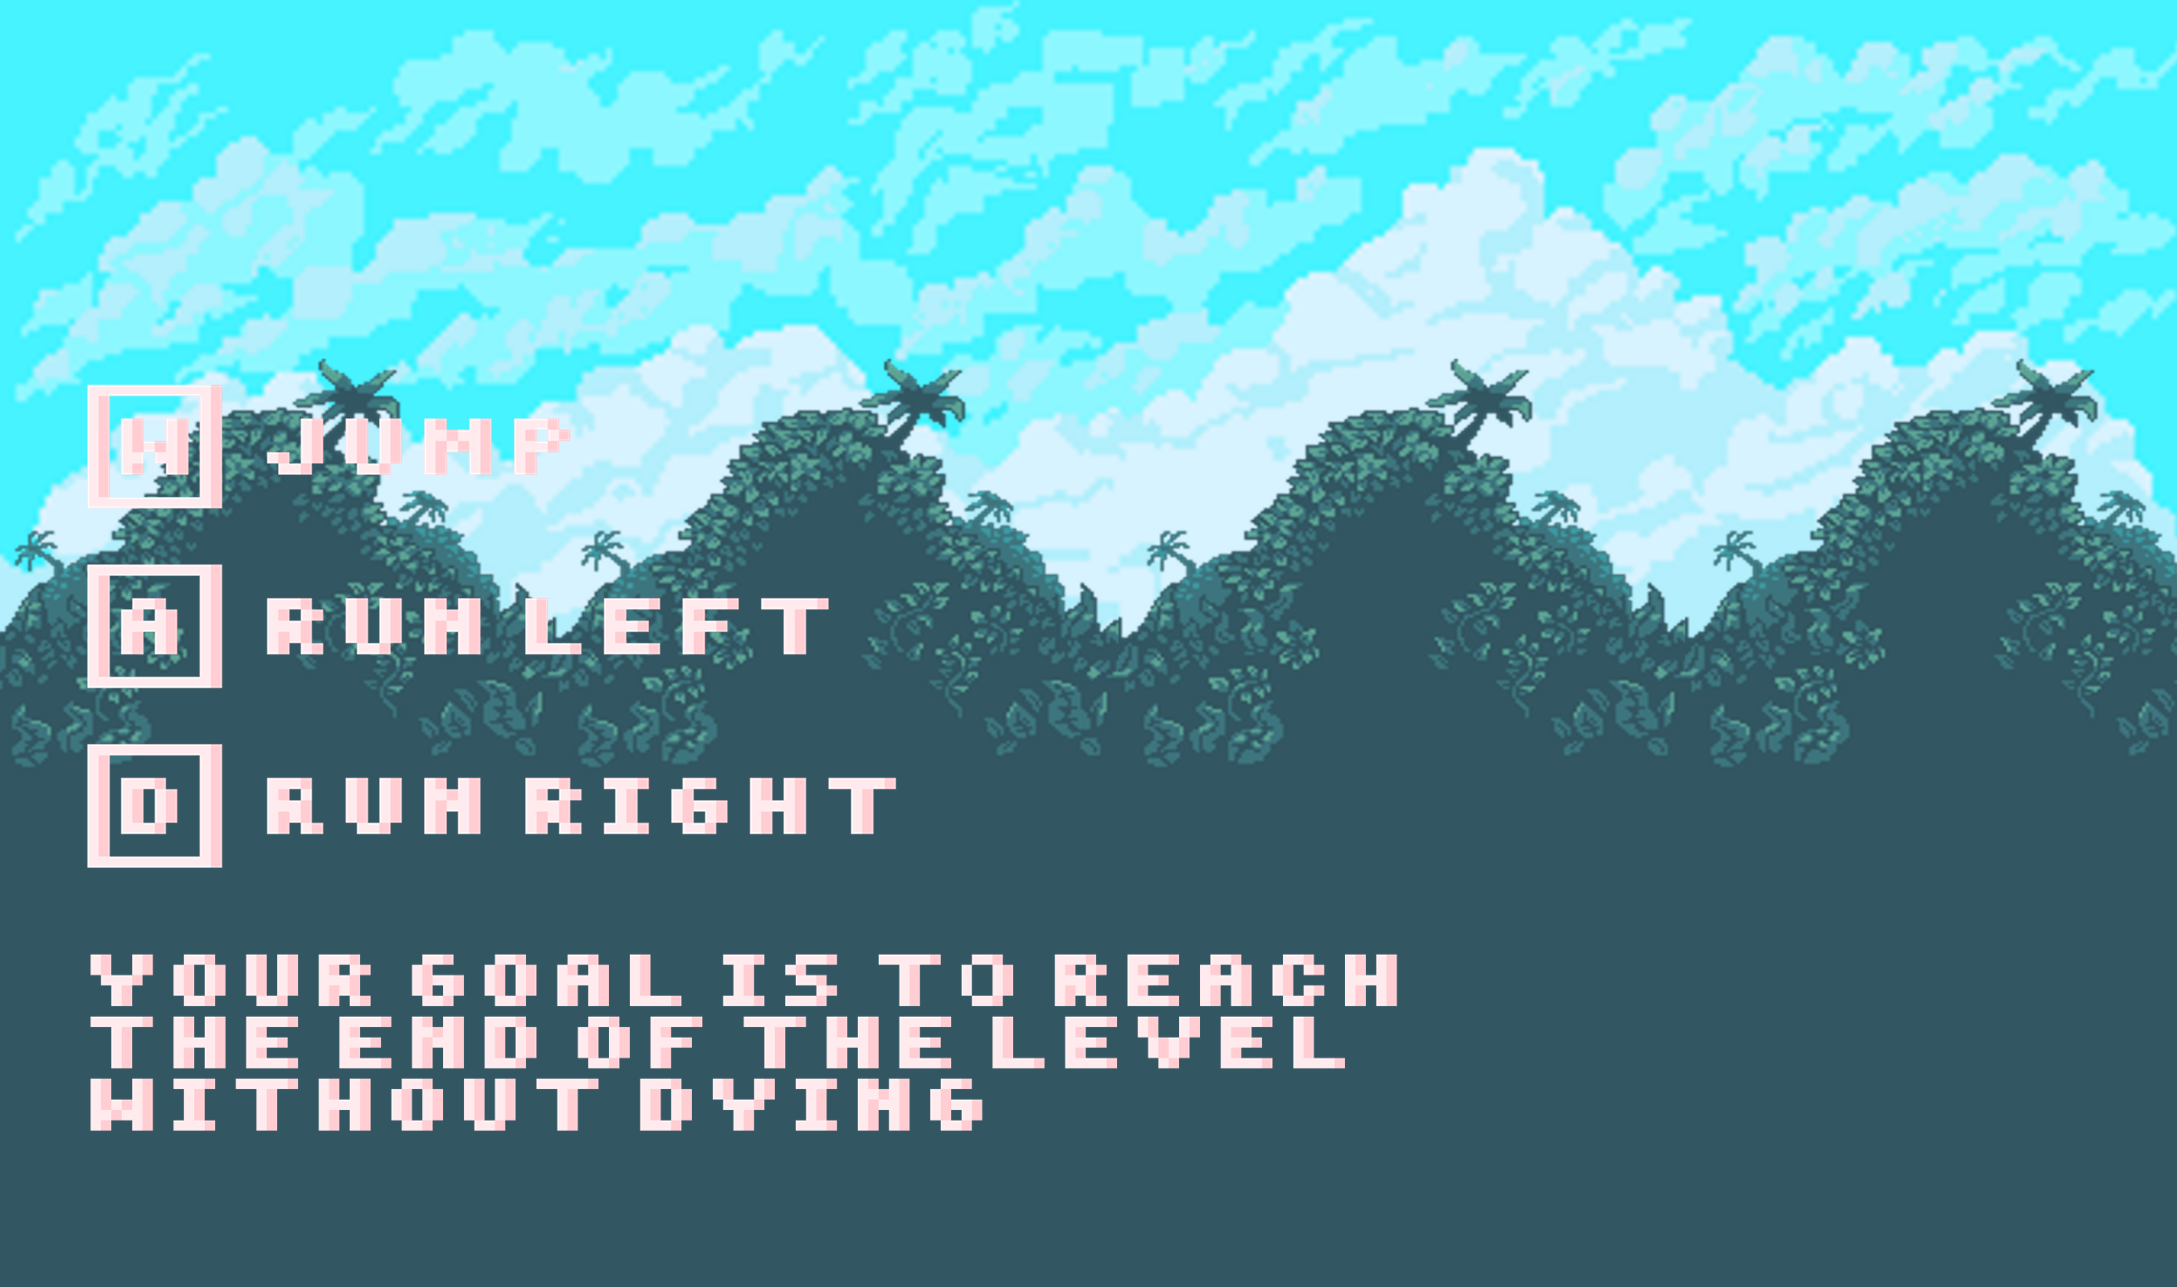 W JUMP
A RUN LEFT
D RUN RIGHT
YOUR GOAL IS TO REACH
THE END OF THE LEVEL
WITHOUT DYING